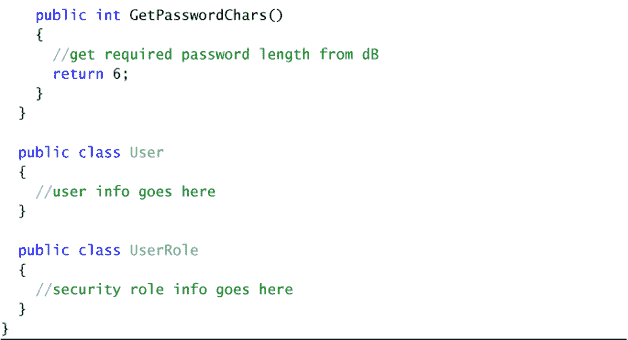 public int GetPasswordChars()
{
//get required password length from dB
return 6;
}
}
public class User
{
//user info goes here
}
public class UserRole
{
//security role info goes here
}
}